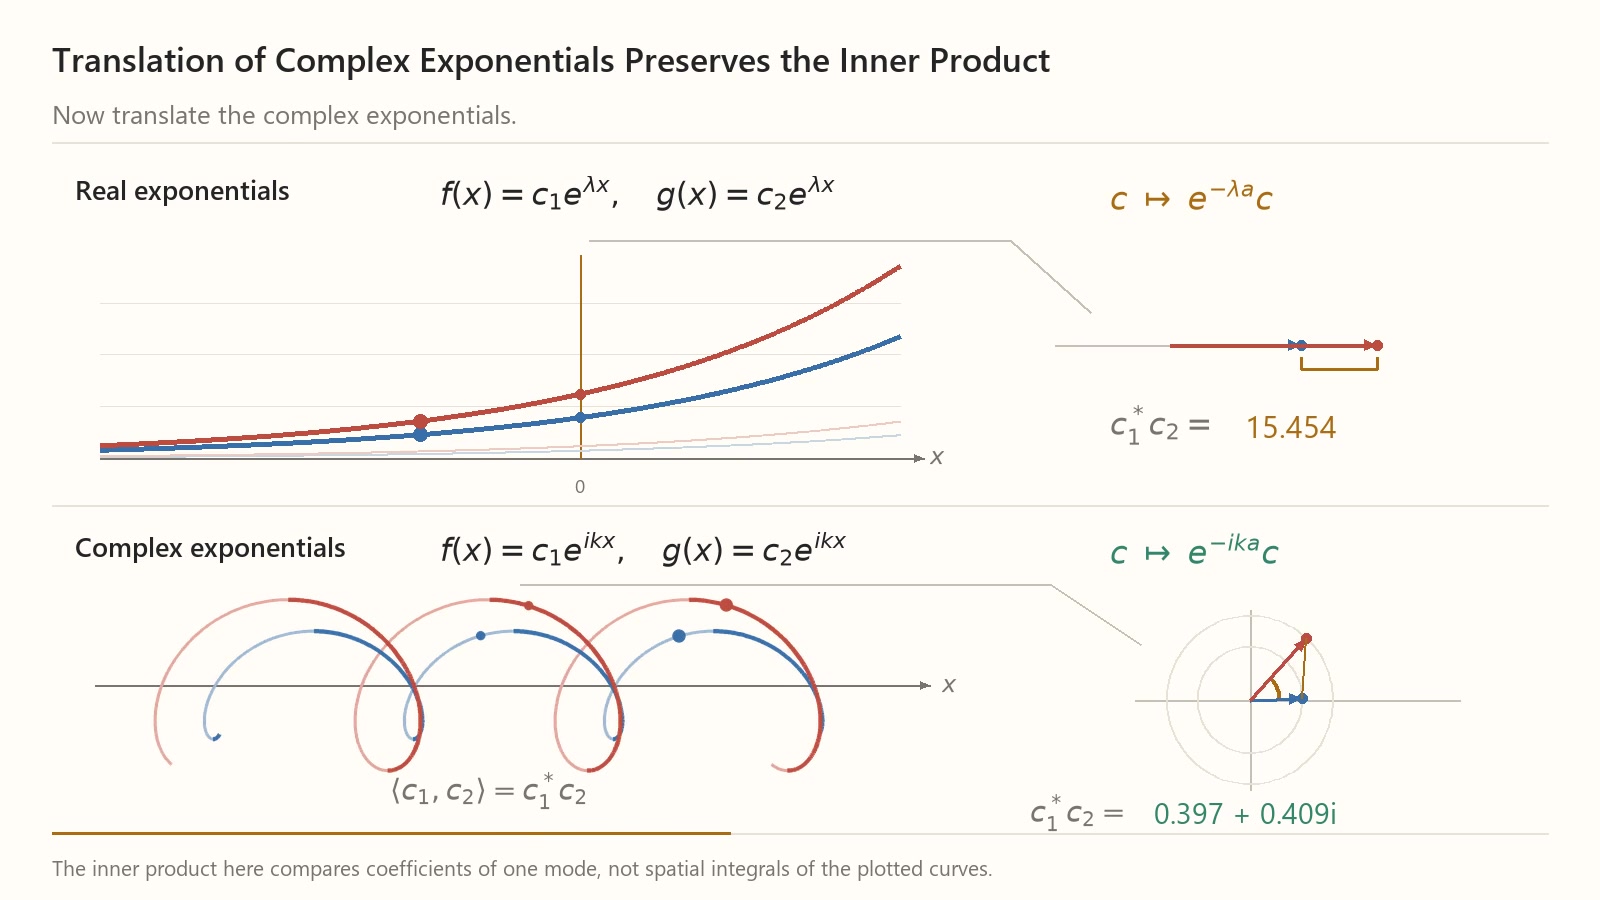 Translation of Complex Exponentials Preserves the Inner Product
Now translate the complex exponentials.
Real exponentials
f(x) = c₁e^{λx},    g(x) = c₂e^{λx}
c ↦ e^{−λa}c
x
0
c₁* c₂ = 15.454
Complex exponentials
f(x) = c₁e^{ikx},    g(x) = c₂e^{ikx}
c ↦ e^{−ika}c
x
⟨c₁, c₂⟩ = c₁* c₂
c₁* c₂ = 0.397 + 0.409i
The inner product here compares coefficients of one mode, not spatial integrals of the plotted curves.